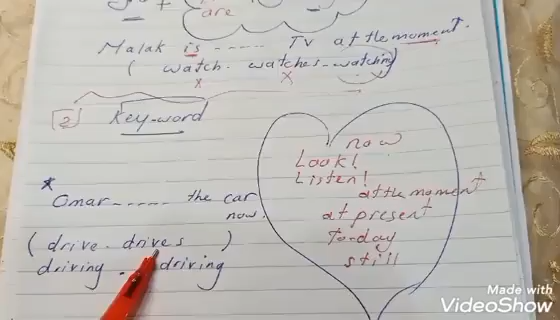 are
Malak is ----- TV at the moment.
( watch - watches - watching )
x x
[2] Key-word
now
Look!
Listen!
at the moment
at present
to-day
still
* Omar ----- the car
now.
( drive - drives )
driving - driving
Made with
VideoShow